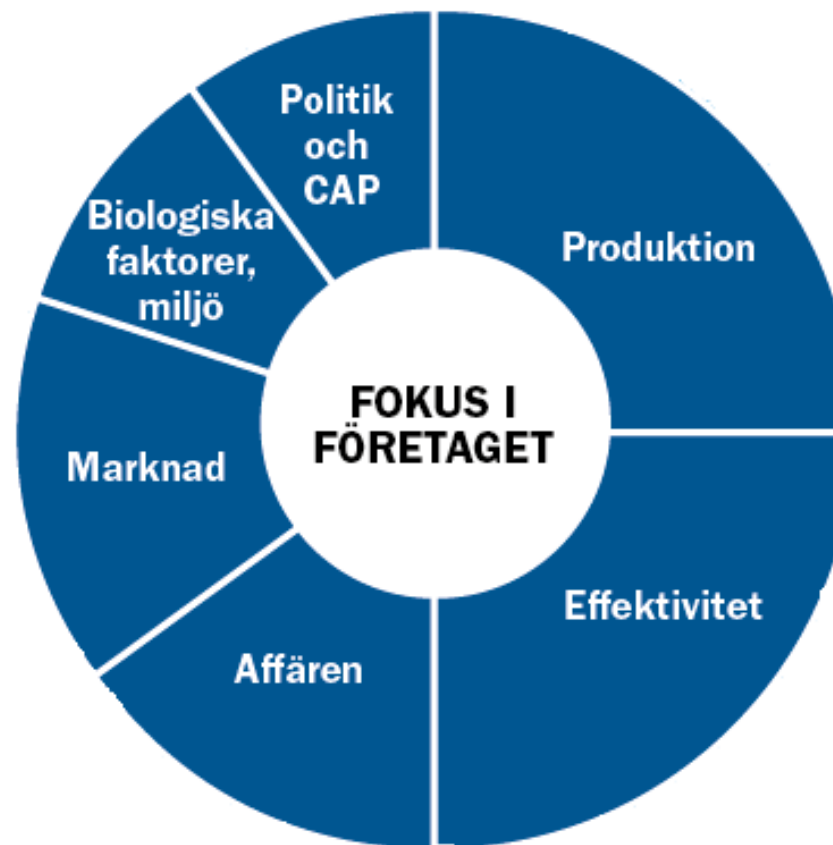 Politik
och
CAP
Produktion
Biologiska
faktorer,
miljö
FOKUS I
FÖRETAGET
Marknad
Effektivitet
Affären